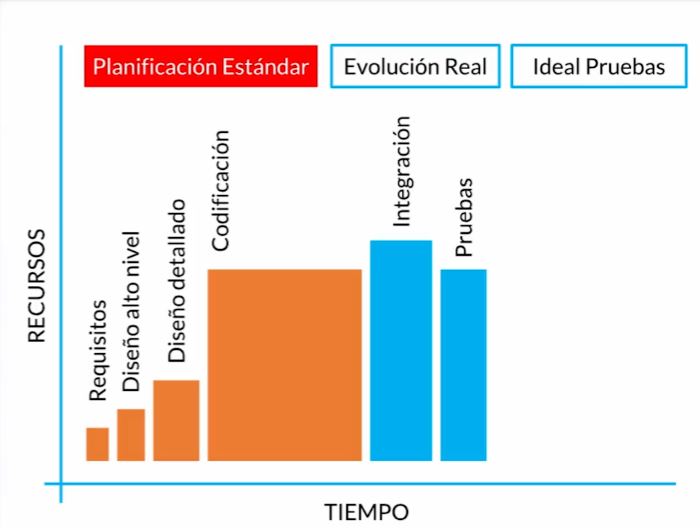 Planificación Estándar
Evolución Real
Ideal Pruebas
RECURSOS
Requisitos
Diseño alto nivel
Diseño detallado
Codificación
Integración
Pruebas
TIEMPO